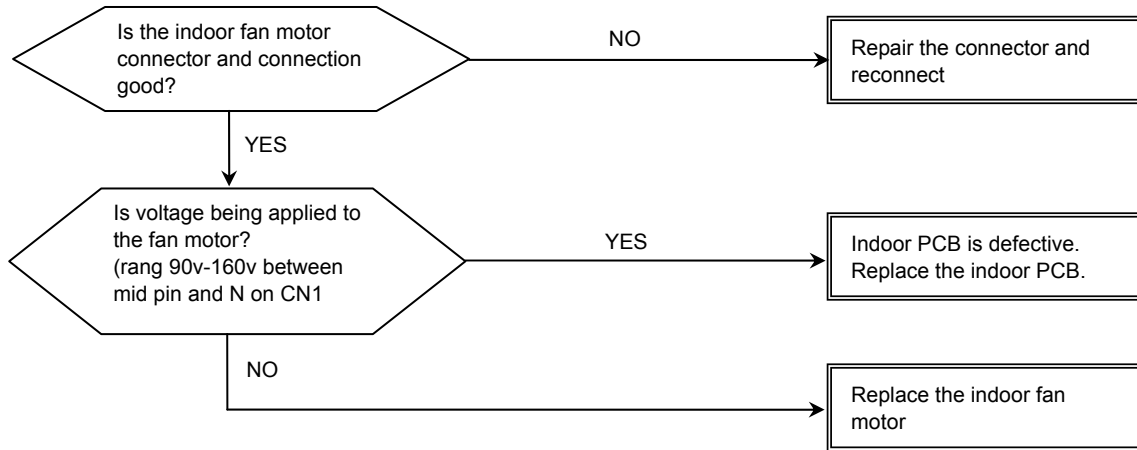 Is the indoor fan motor
connector and connection
good?
NO
Repair the connector and
reconnect
YES
Is voltage being applied to
the fan motor?
(rang 90v-160v between
mid pin and N on CN1
YES
Indoor PCB is defective.
Replace the indoor PCB.
NO
Replace the indoor fan
motor